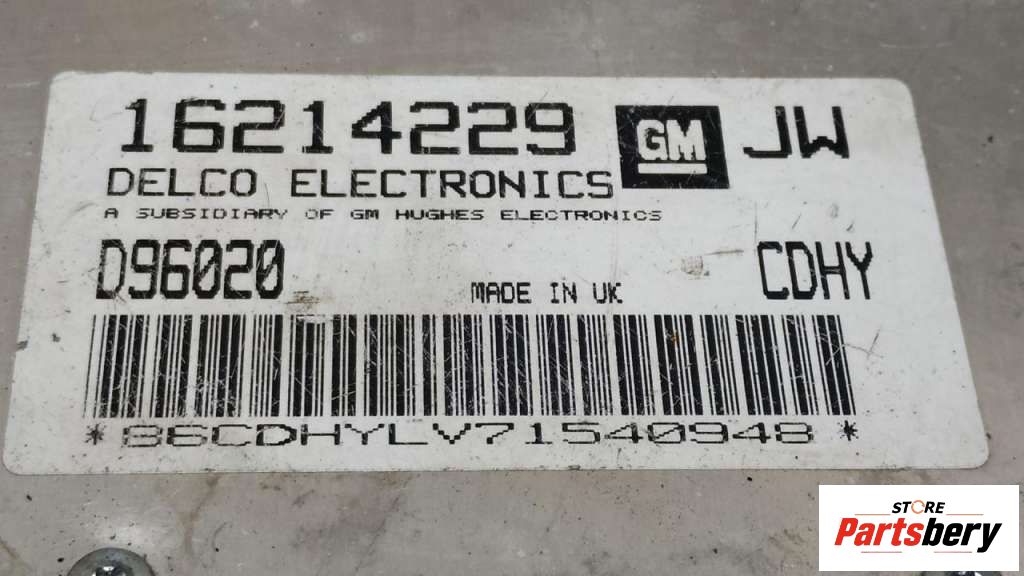 16214229 GM JW
DELCO ELECTRONICS
A SUBSIDIARY OF GM HUGHES ELECTRONICS
D96020 MADE IN UK CDHY
*86CDHYLV71540948*
STORE
Partsbery